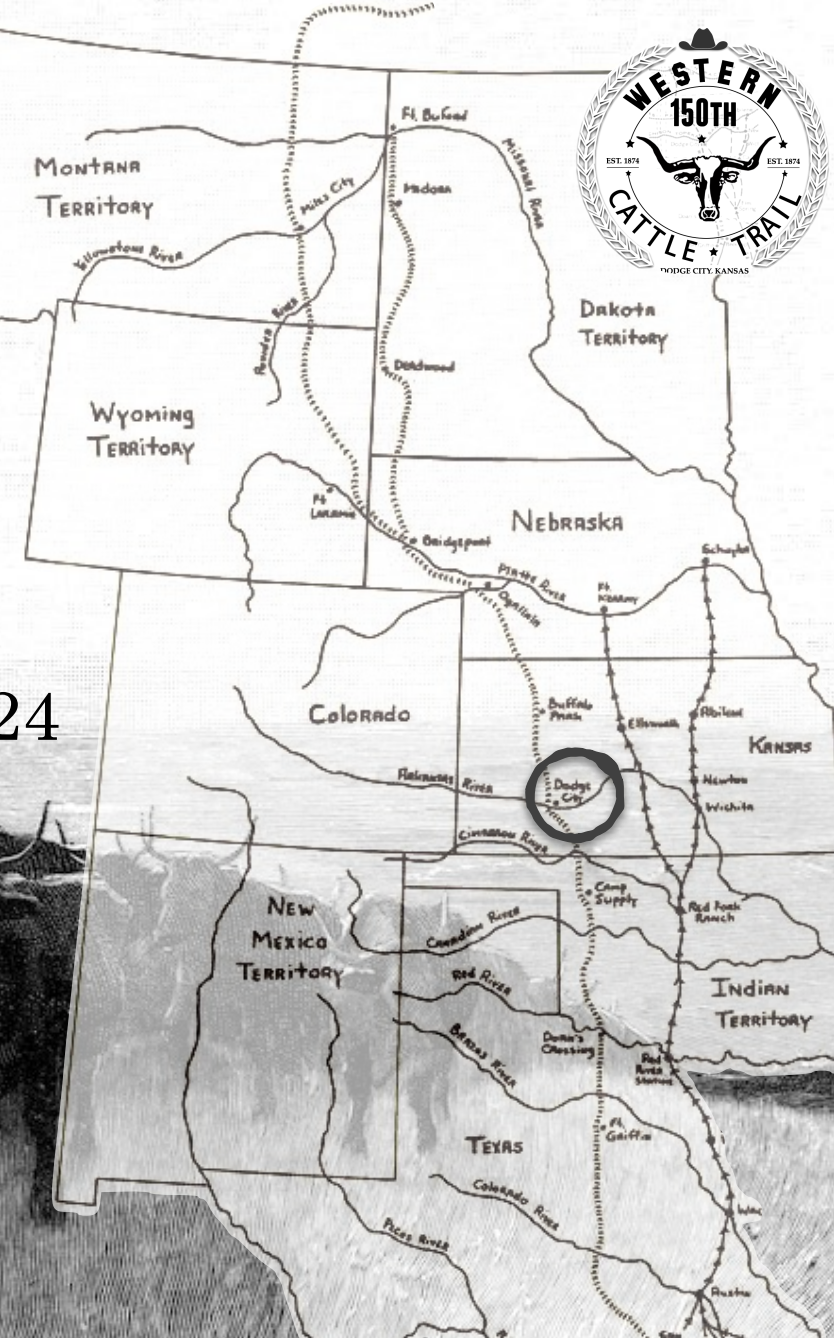 WESTERN
150TH
EST. 1874
EST. 1874
CATTLE ★ TRAIL
DODGE CITY, KANSAS
Ft. Buford
Missouri River
MONTANA
TERRITORY
Miles City
Medora
Yellowstone River
DAKOTA
TERRITORY
Powder River
Deadwood
WYOMING
TERRITORY
Ft
LARAMIE
NEBRASKA
Bridgeport
Schuyler
Platte River
Ft
KEARNY
Ogallala
24
COLORADO
Buffalo
Ellsworth
Abilene
KANSAS
Arkansas River
Dodge
City
Newton
Wichita
Cimarron River
Camp
Supply
Red Fork
Ranch
NEW
MEXICO
TERRITORY
Canadian River
Red River
INDIAN
TERRITORY
Doan's
Crossing
Red
River
Station
Brazos River
Ft.
Griffin
TEXAS
Colorado River
Wac
Pecos River
Austin